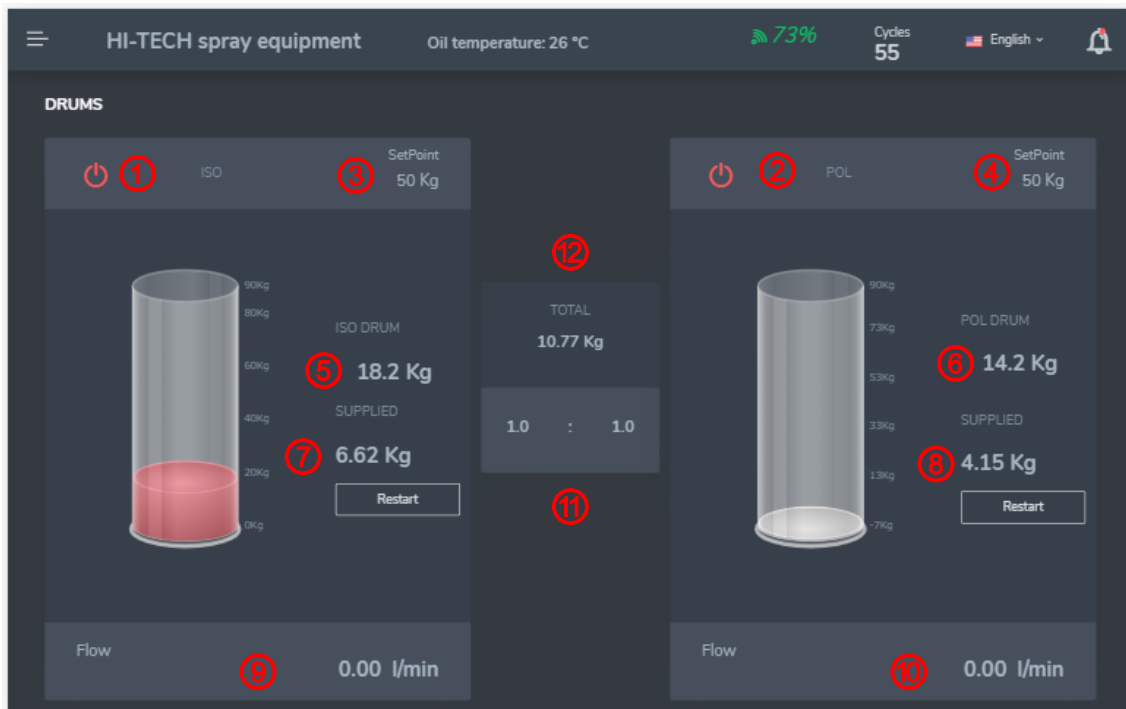 HI-TECH spray equipment
Oil temperature: 26 °C
73%
Cycles
55
English
DRUMS
1
ISO
3
SetPoint
50 Kg
90Kg
80Kg
60Kg
40Kg
20Kg
0Kg
ISO DRUM
5
18.2 Kg
SUPPLIED
7
6.62 Kg
Restart
Flow
9
0.00 l/min
12
TOTAL
10.77 Kg
1.0 : 1.0
11
2
POL
4
SetPoint
50 Kg
90Kg
73Kg
53Kg
33Kg
13Kg
-7Kg
POL DRUM
6
14.2 Kg
SUPPLIED
8
4.15 Kg
Restart
Flow
10
0.00 l/min